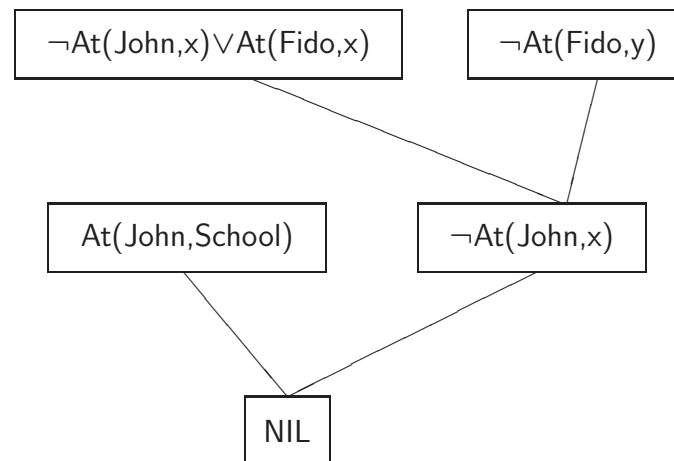 ¬At(John,x)∨At(Fido,x)
¬At(Fido,y)
At(John,School)
¬At(John,x)
NIL